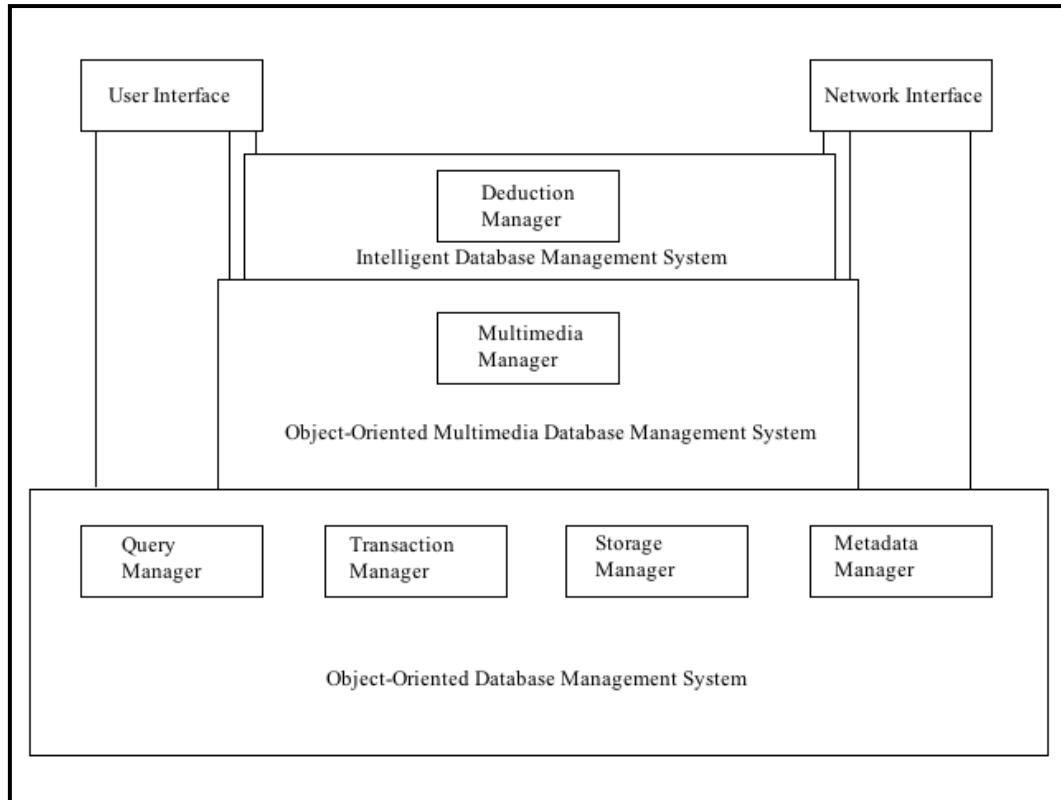 User Interface
Network Interface
Deduction
Manager
Intelligent Database Management System
Multimedia
Manager
Object-Oriented Multimedia Database Management System
Query
Manager
Transaction
Manager
Storage
Manager
Metadata
Manager
Object-Oriented Database Management System